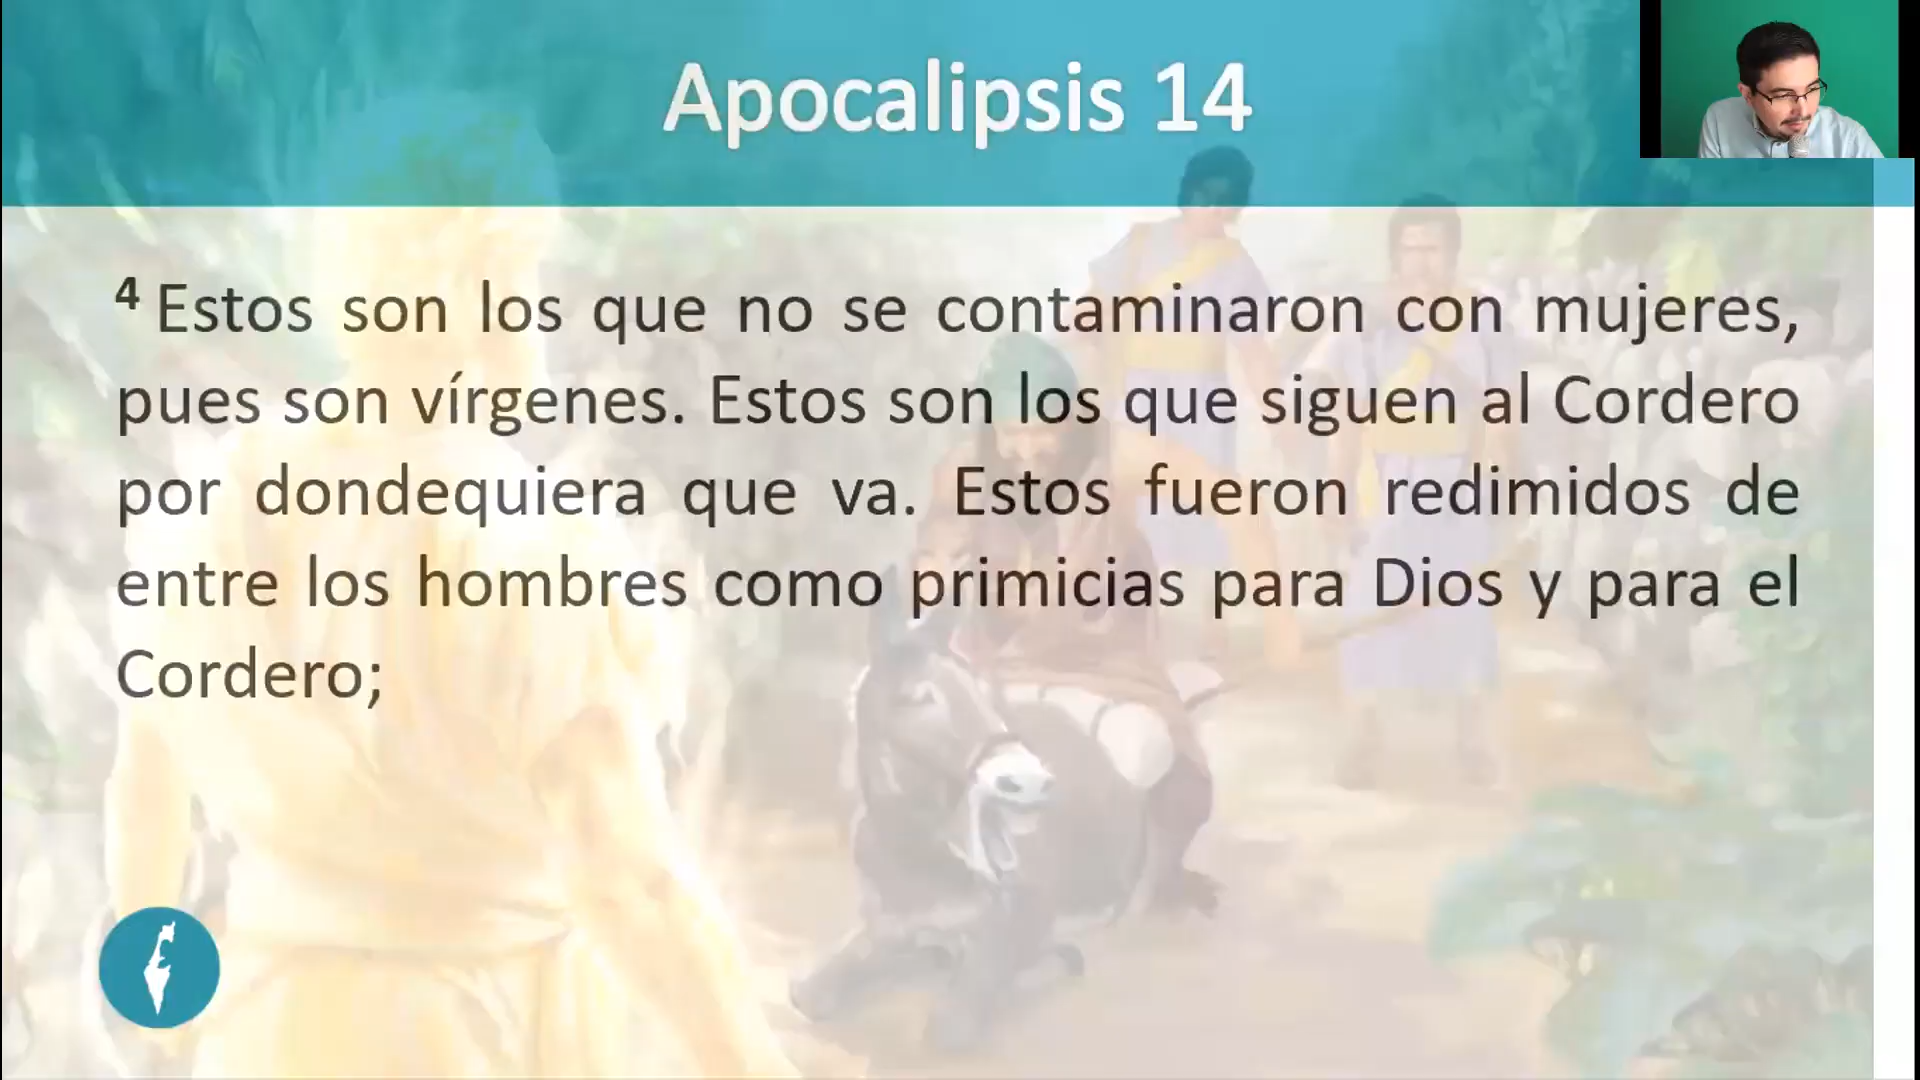 Apocalipsis 14
4 Estos son los que no se contaminaron con mujeres,
pues son vírgenes. Estos son los que siguen al Cordero
por dondequiera que va. Estos fueron redimidos de
entre los hombres como primicias para Dios y para el
Cordero;